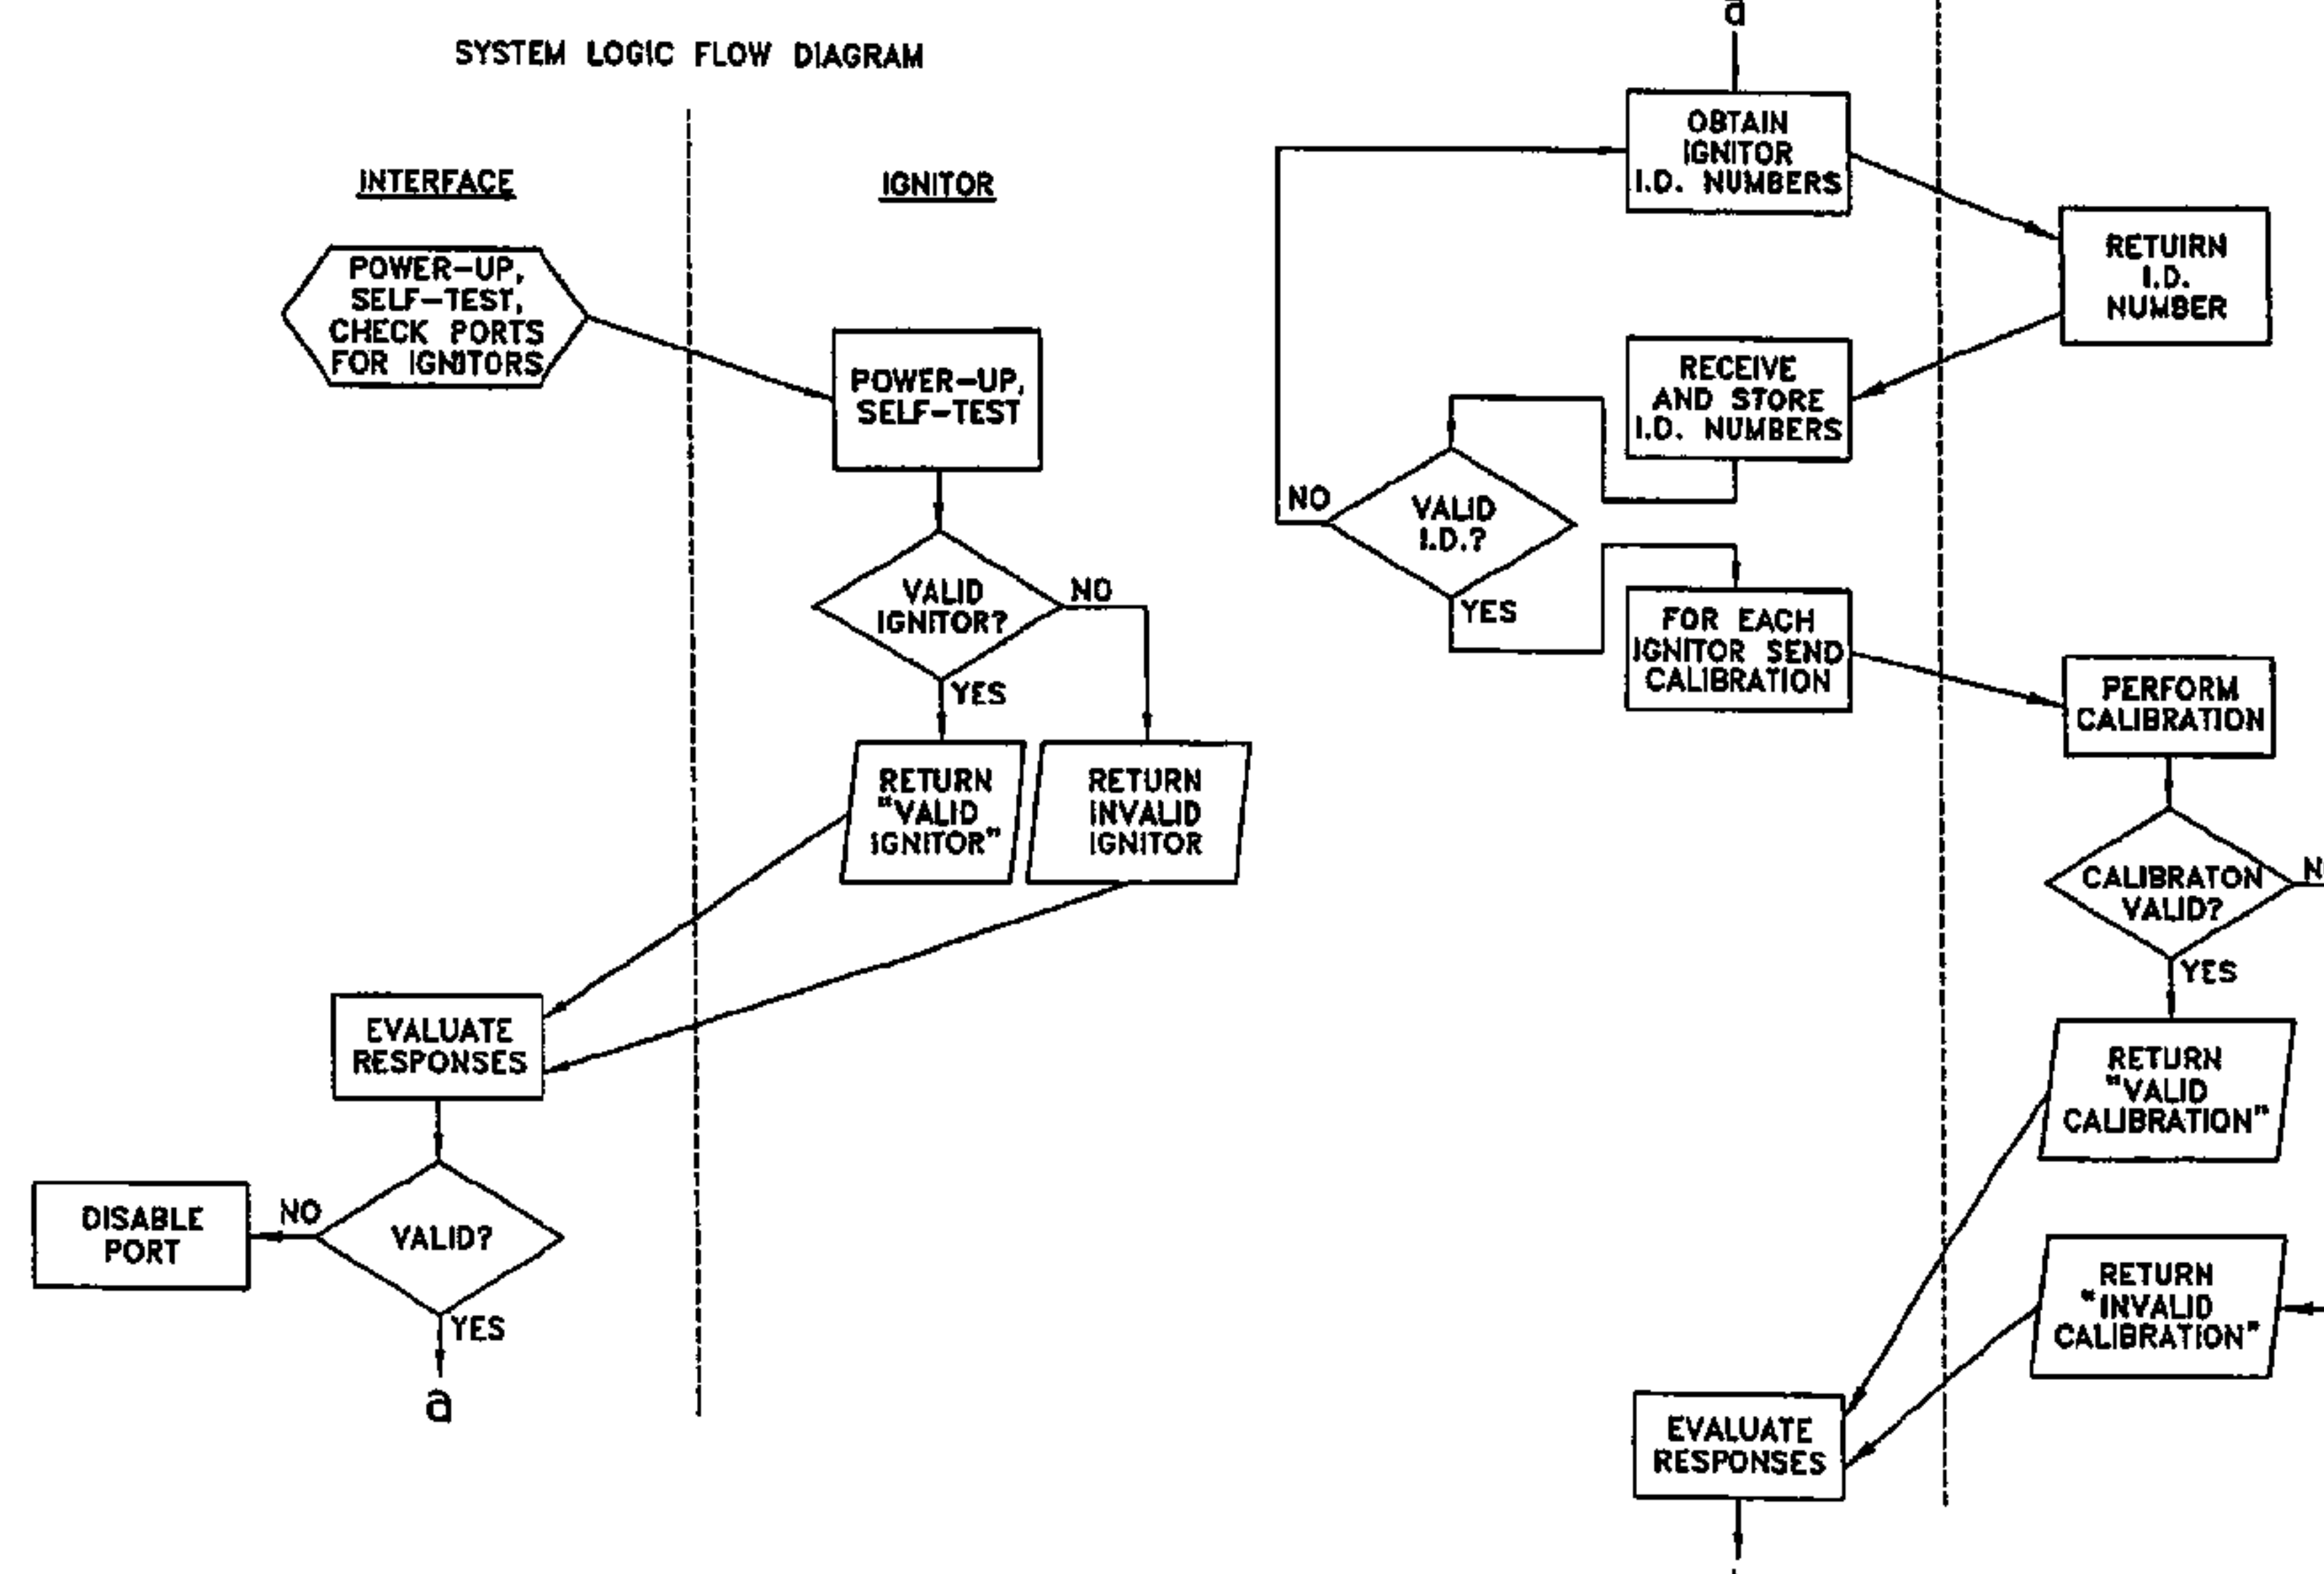 SYSTEM LOGIC FLOW DIAGRAM
INTERFACE
IGNITOR
POWER-UP,
SELF-TEST,
CHECK PORTS
FOR IGNITORS
POWER-UP,
SELF-TEST
VALID
IGNITOR?
NO
YES
RETURN
"VALID
IGNITOR"
RETURN
INVALID
IGNITOR
EVALUATE
RESPONSES
VALID?
NO
DISABLE
PORT
YES
a
OBTAIN
IGNITOR
I.D. NUMBERS
RETUIRN
I.D.
NUMBER
RECEIVE
AND STORE
I.D. NUMBERS
VALID
I.D.?
NO
YES
FOR EACH
IGNITOR SEND
CALIBRATION
PERFORM
CALIBRATION
CALIBRATON
VALID?
YES
RETURN
"VALID
CALIBRATION"
RETURN
"INVALID
CALIBRATION"
EVALUATE
RESPONSES